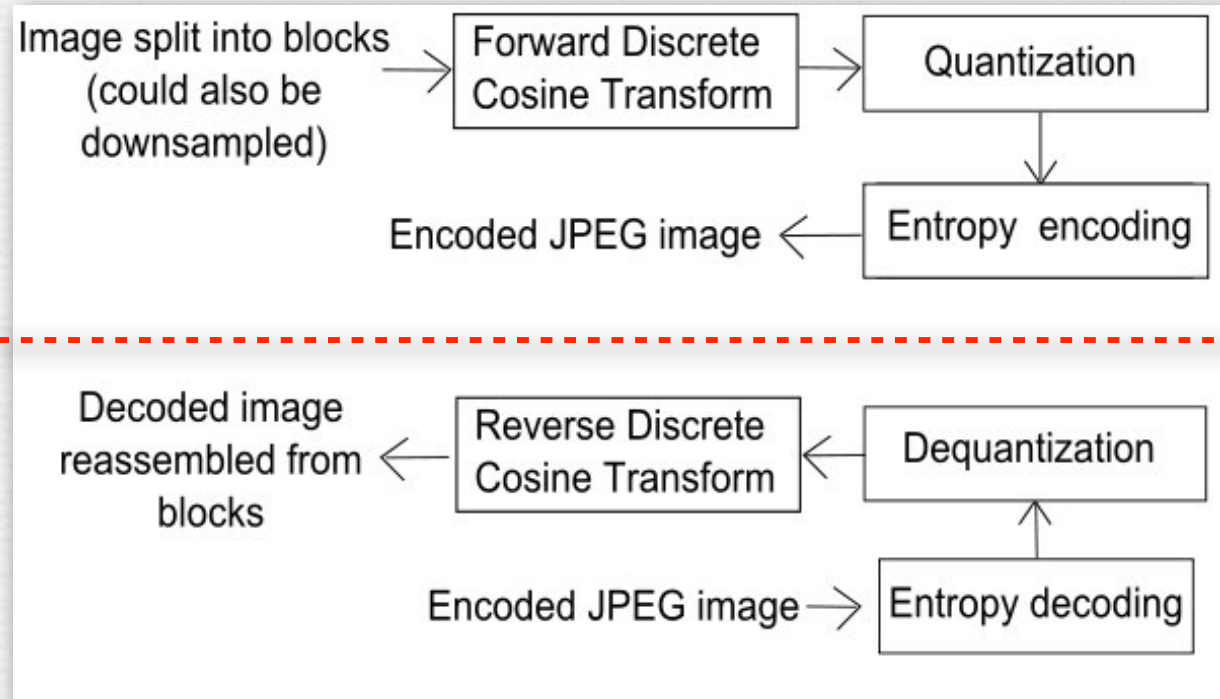 Image split into blocks
(could also be
downsampled)
Forward Discrete
Cosine Transform
Quantization
Entropy encoding
Encoded JPEG image
Decoded image
reassembled from
blocks
Reverse Discrete
Cosine Transform
Dequantization
Encoded JPEG image
Entropy decoding